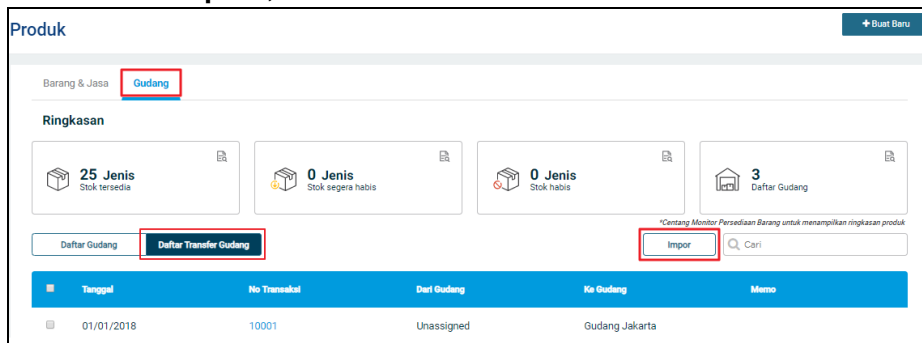 Produk
+ Buat Baru
Barang & Jasa Gudang
Ringkasan
25 Jenis
Stok tersedia
0 Jenis
Stok segera habis
0 Jenis
Stok habis
3
Daftar Gudang
*Centang Monitor Persediaan Barang untuk menampilkan ringkasan produk
Daftar Gudang Daftar Transfer Gudang Impor Cari
Tanggal No Transaksi Dari Gudang Ke Gudang Memo
01/01/2018 10001 Unassigned Gudang Jakarta